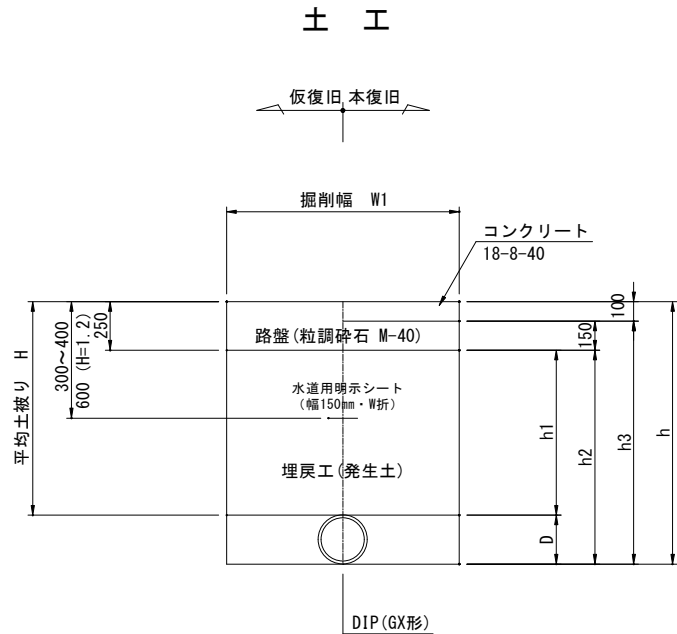 土 工
仮復旧 本復旧
掘削幅 W1
コンクリート
18-8-40
平均土被り H
300～400
600 (H=1.2)
250
路盤(粒調砕石 M-40)
100
150
水道用明示シート
(幅150mm・W折)
埋戻工(発生土)
h1
h2
h3
h
D
DIP(GX形)